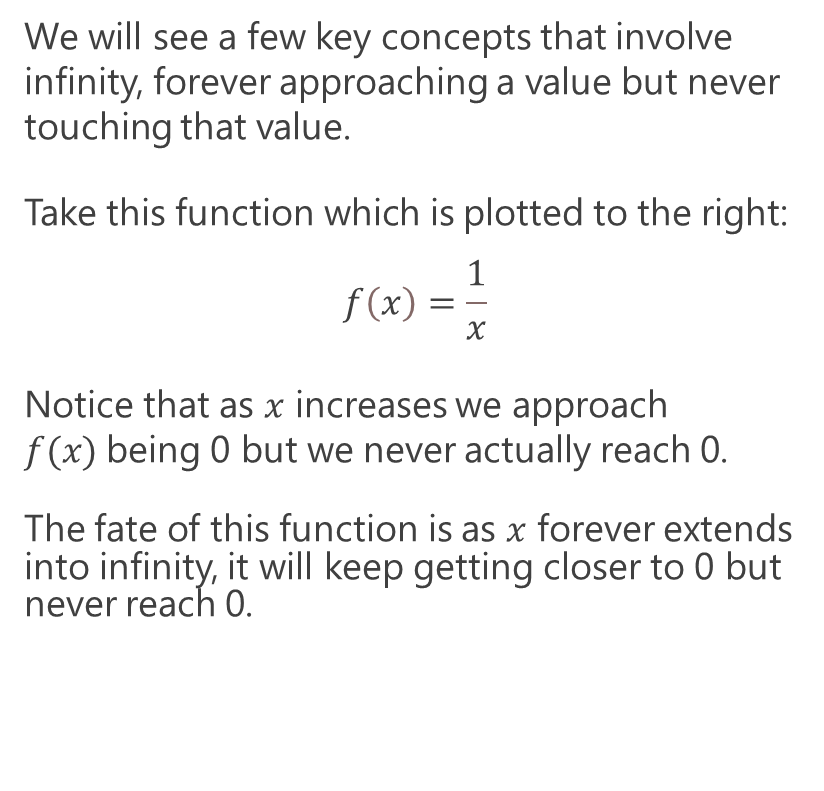 We will see a few key concepts that involve
infinity, forever approaching a value but never
touching that value.
Take this function which is plotted to the right:
f(x) = 1/x
Notice that as x increases we approach
f(x) being 0 but we never actually reach 0.
The fate of this function is as x forever extends
into infinity, it will keep getting closer to 0 but
never reach 0.